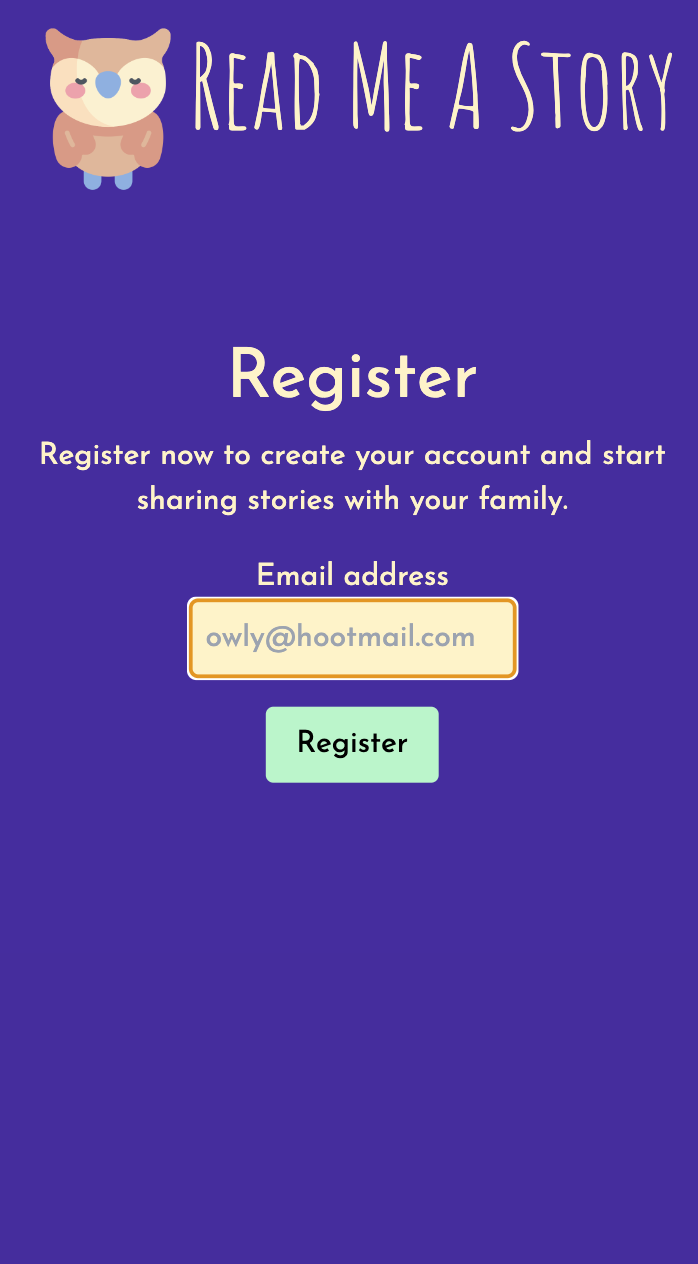 Read Me A Story
Register
Register now to create your account and start
sharing stories with your family.
Email address
owly@hootmail.com
Register